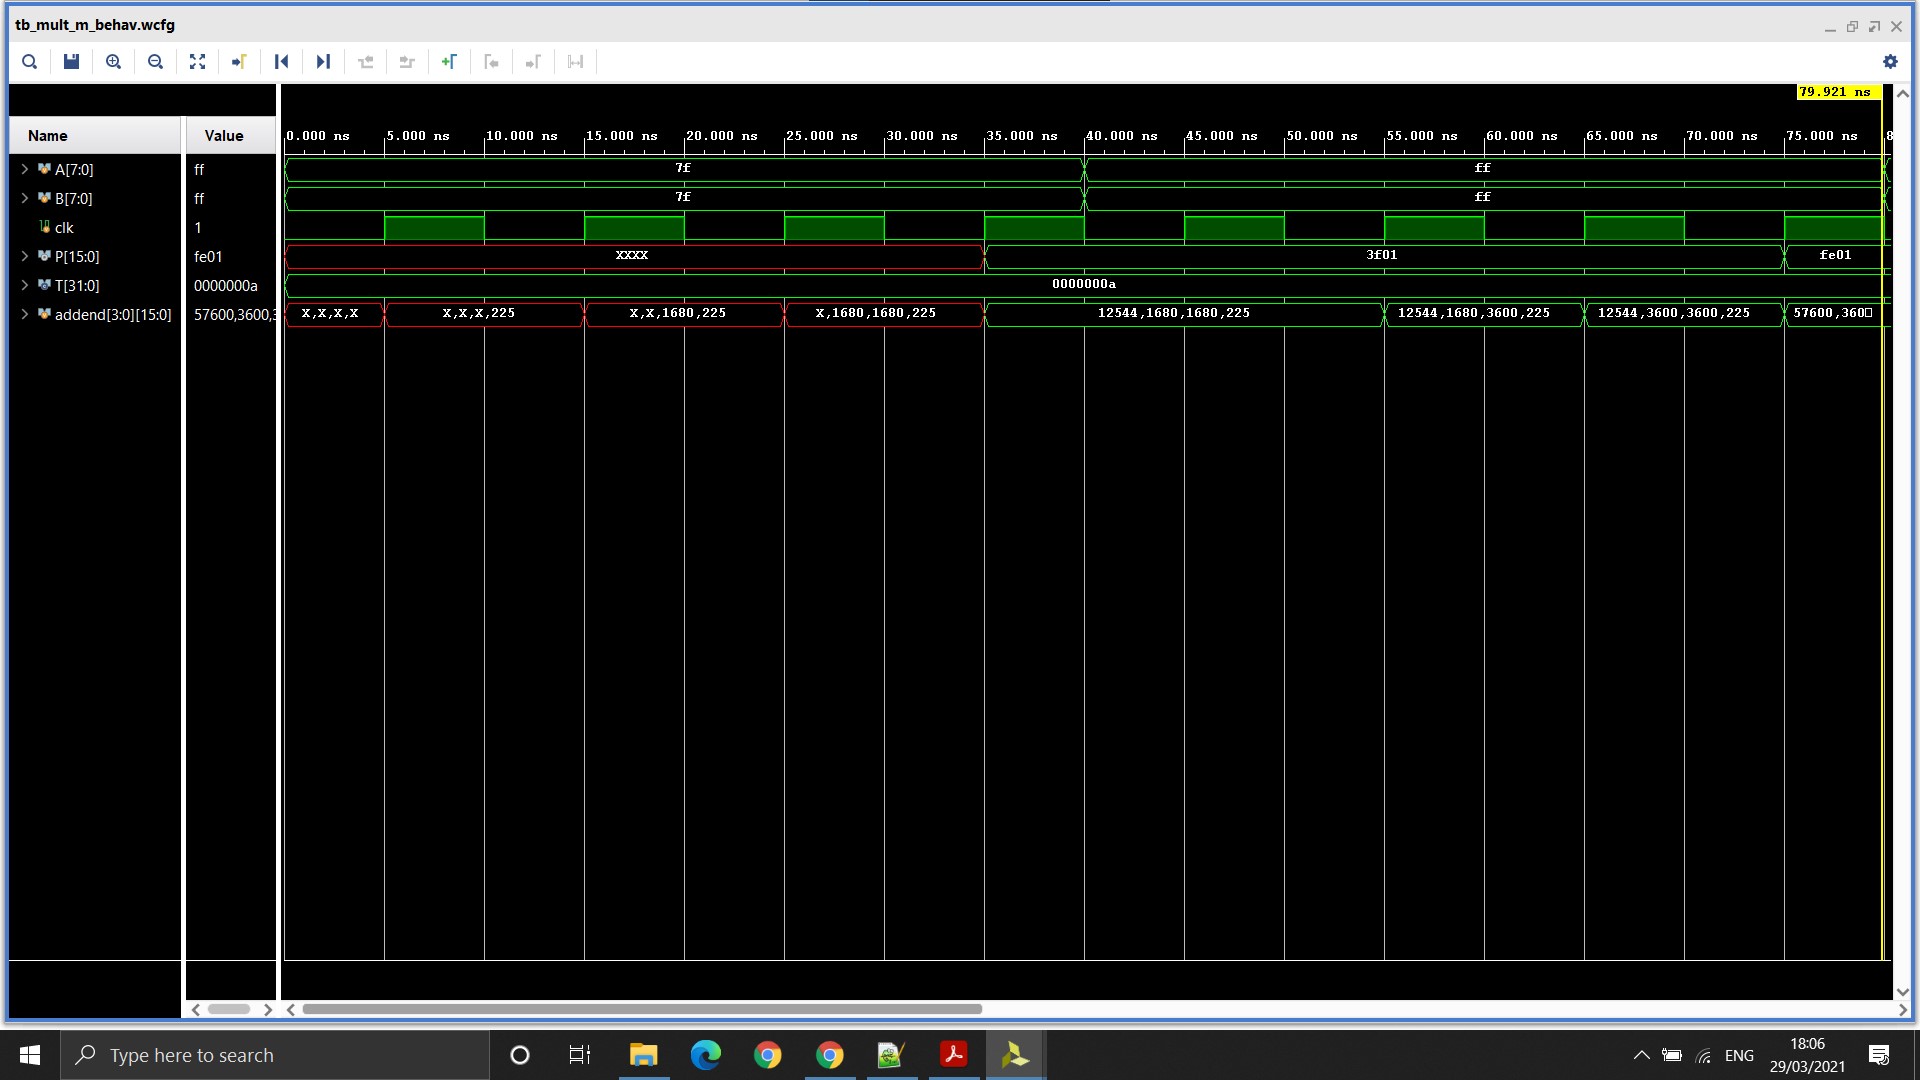 tb_mult_m_behav.wcfg
79.921 ns
Name Value 0.000 ns 5.000 ns 10.000 ns 15.000 ns 20.000 ns 25.000 ns 30.000 ns 35.000 ns 40.000 ns 45.000 ns 50.000 ns 55.000 ns 60.000 ns 65.000 ns 70.000 ns 75.000 ns 8
A[7:0] ff 7f ff
B[7:0] ff 7f ff
clk 1
P[15:0] fe01 XXXX 3f01 fe01
T[31:0] 0000000a 0000000a
addend[3:0][15:0] 57600,3600,3 X,X,X,X X,X,X,225 X,X,1680,225 X,1680,1680,225 12544,1680,1680,225 12544,1680,3600,225 12544,3600,3600,225 57600,360
Type here to search
ENG
18:06
29/03/2021